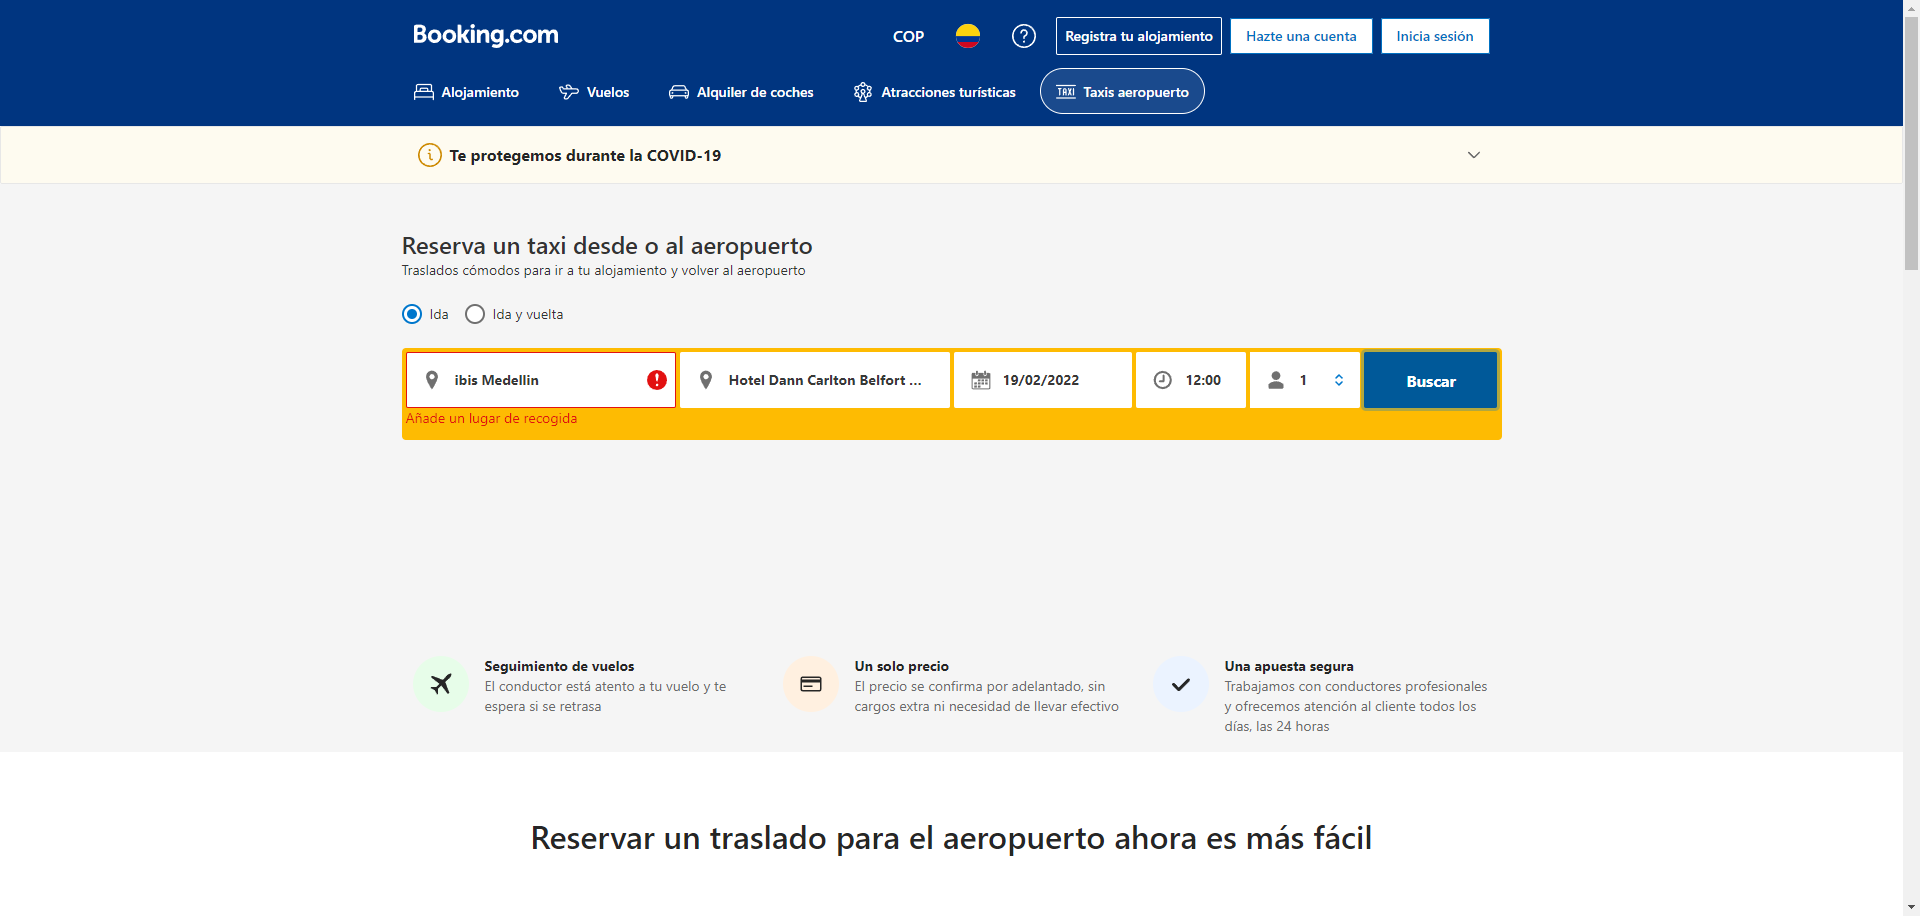 Booking.com
COP
Registra tu alojamiento
Hazte una cuenta
Inicia sesión
Alojamiento
Vuelos
Alquiler de coches
Atracciones turísticas
TAXI
Taxis aeropuerto
Te protegemos durante la COVID-19
Reserva un taxi desde o al aeropuerto
Traslados cómodos para ir a tu alojamiento y volver al aeropuerto
Ida
Ida y vuelta
ibis Medellin
Hotel Dann Carlton Belfort ...
19/02/2022
12:00
1
Buscar
Añade un lugar de recogida
Seguimiento de vuelos
El conductor está atento a tu vuelo y te
espera si se retrasa
Un solo precio
El precio se confirma por adelantado, sin
cargos extra ni necesidad de llevar efectivo
Una apuesta segura
Trabajamos con conductores profesionales
y ofrecemos atención al cliente todos los
días, las 24 horas
Reservar un traslado para el aeropuerto ahora es más fácil